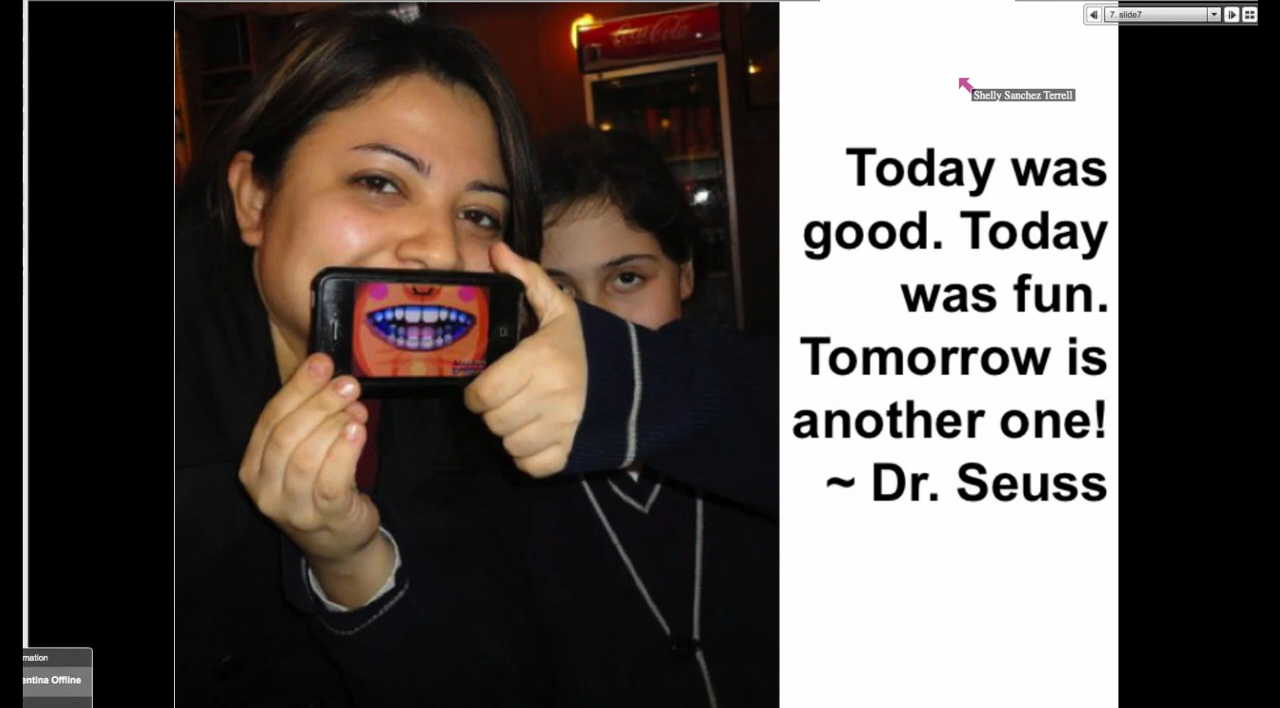 7. slide7
Coca-Cola
Shelly Sanchez Terrell
Today was
good. Today
was fun.
Tomorrow is
another one!
~ Dr. Seuss
mation
entina Offline